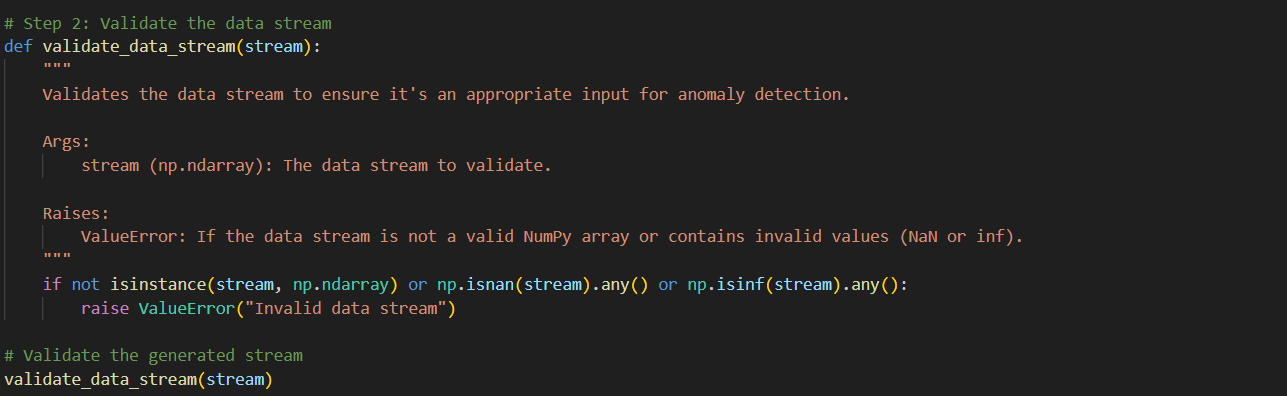 # Step 2: Validate the data stream
def validate_data_stream(stream):
    """
    Validates the data stream to ensure it's an appropriate input for anomaly detection.

    Args:
        stream (np.ndarray): The data stream to validate.

    Raises:
        ValueError: If the data stream is not a valid NumPy array or contains invalid values (NaN or inf).
    """
    if not isinstance(stream, np.ndarray) or np.isnan(stream).any() or np.isinf(stream).any():
        raise ValueError("Invalid data stream")

# Validate the generated stream
validate_data_stream(stream)